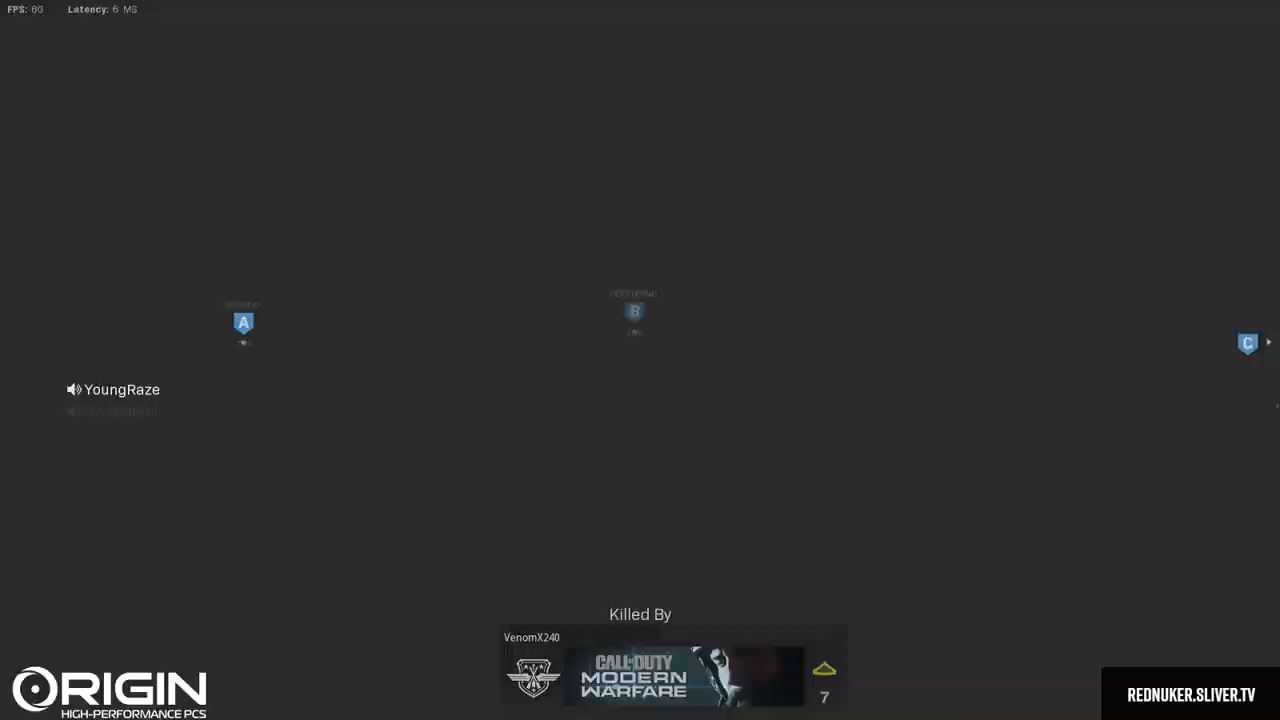 FPS: 60 Latency: 6 MS
A
B
C
YoungRaze
Killed By
VenomX240
CALL OF DUTY
MODERN
WARFARE
7
ORIGIN
HIGH-PERFORMANCE PCS
REDNUKER.SLIVER.TV